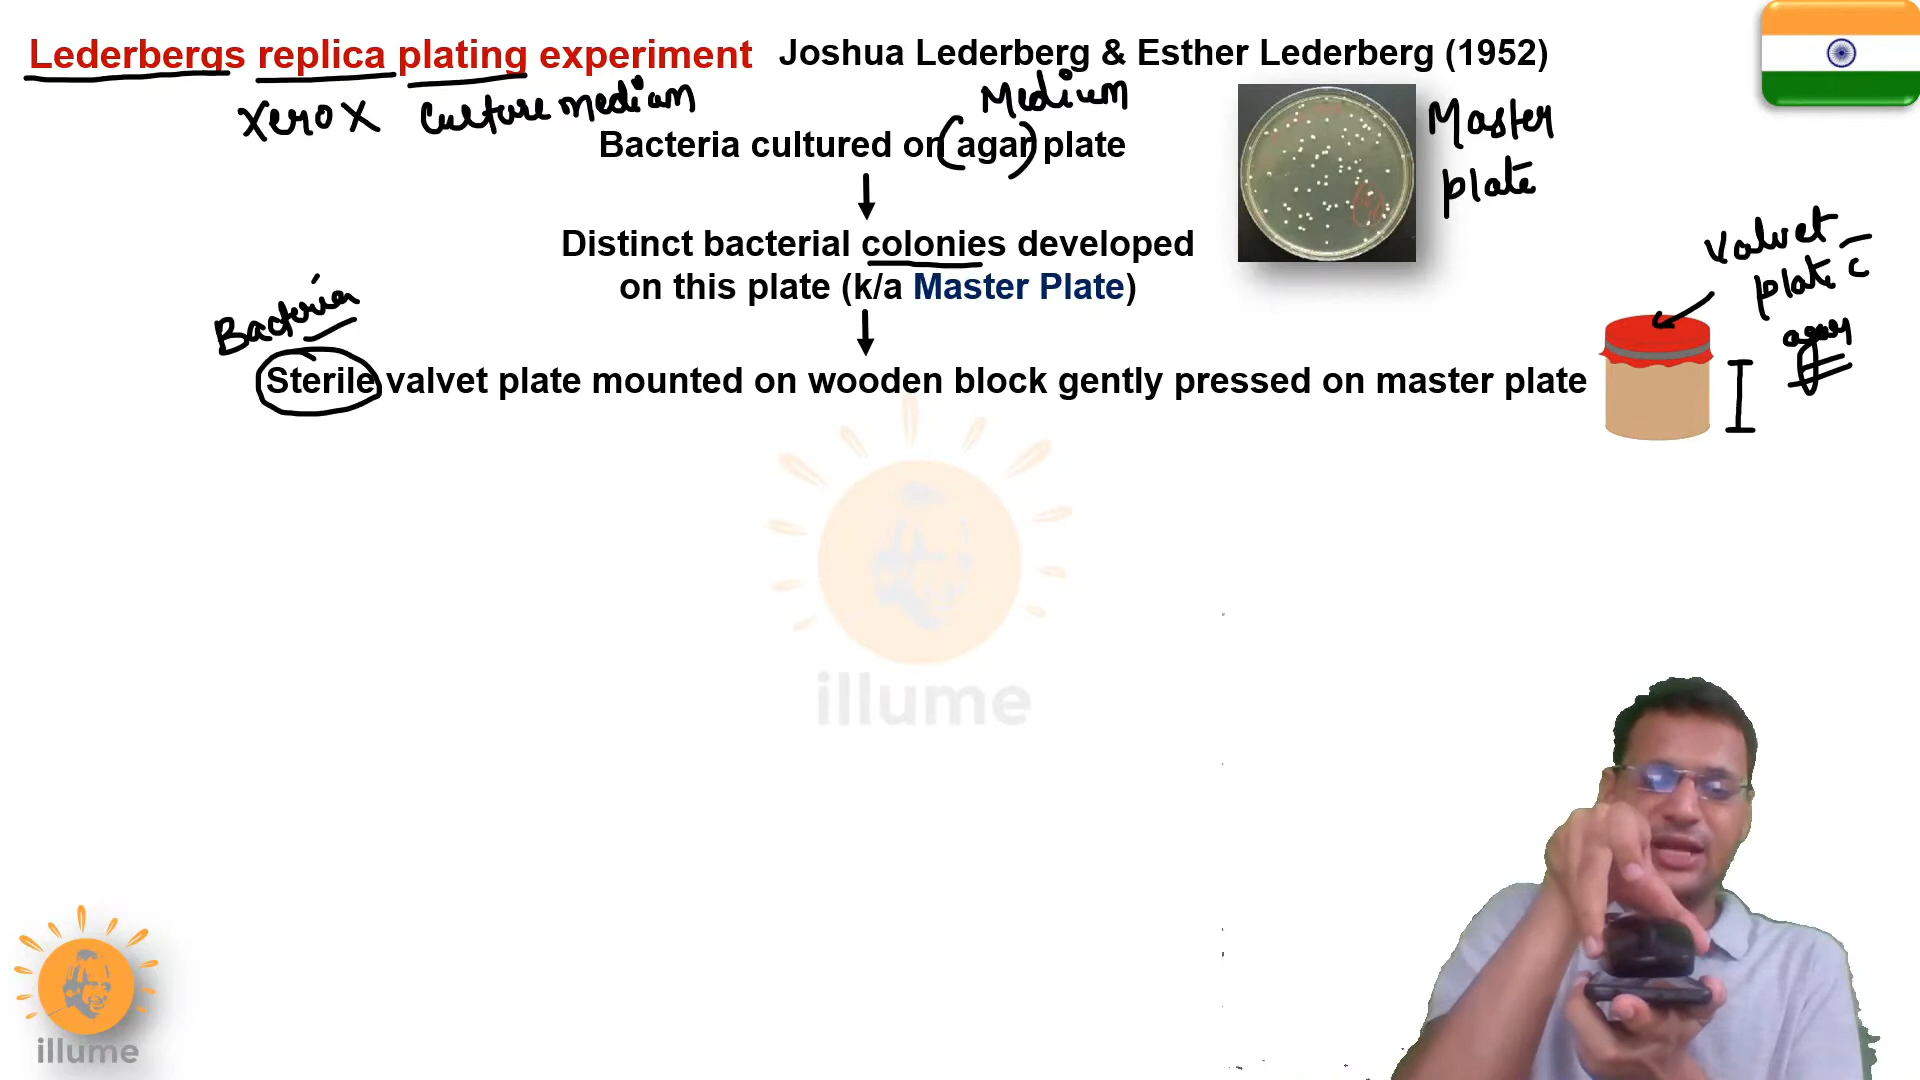 Lederbergs replica plating experiment Joshua Lederberg & Esther Lederberg (1952)
Xerox culture medium
Medium
Bacteria cultured on (agar) plate
Master
plate
Distinct bacterial colonies developed
on this plate (k/a Master Plate)
Valvet
plate c
agar
Bacteria
Sterile valvet plate mounted on wooden block gently pressed on master plate
illume
illume